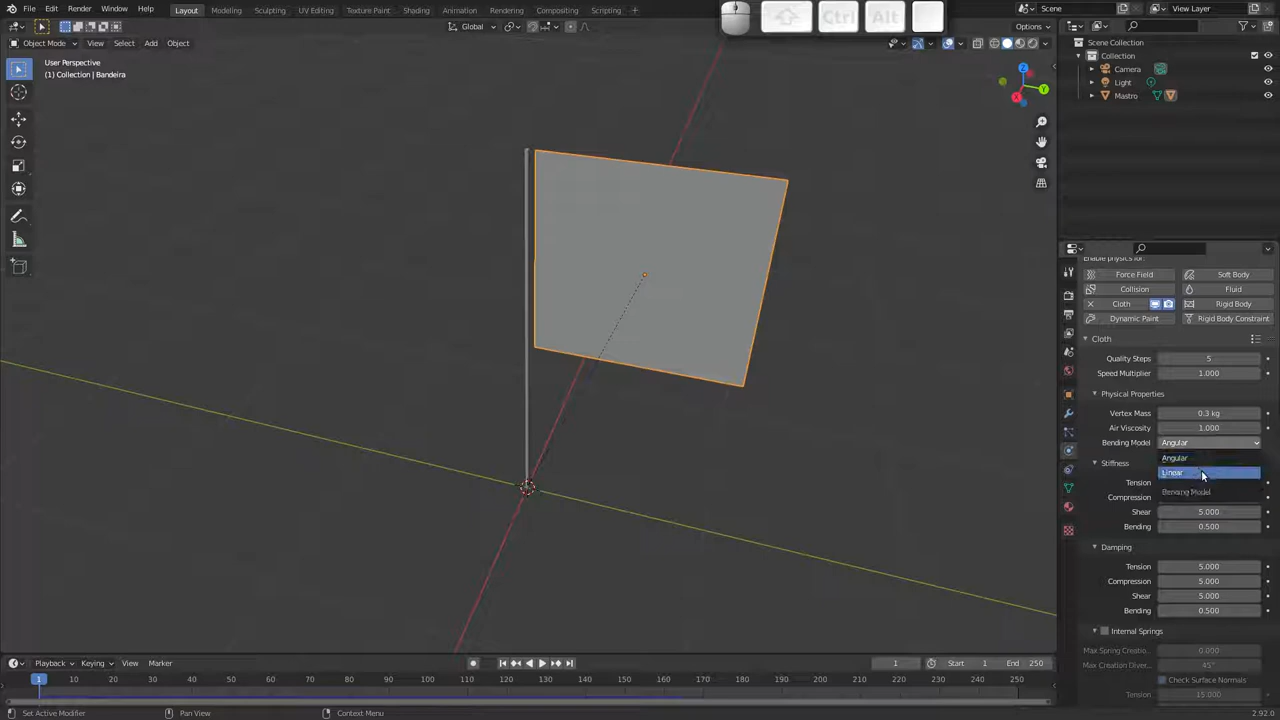 File Edit Render Window Help Layout Modeling Sculpting UV Editing Texture Paint Shading Animation Rendering Compositing Scripting Scene View Layer
Ctrl Alt
Global Options
Object Mode View Select Add Object
User Perspective
(1) Collection | Bandeira
Z
Y
X
Scene Collection
Collection
Camera
Light
Mastro
Enable physics for:
Force Field Soft Body
Collision Fluid
Cloth Rigid Body
Dynamic Paint Rigid Body Constraint
Cloth
Quality Steps 5
Speed Multiplier 1.000
Physical Properties
Vertex Mass 0.3 kg
Air Viscosity 1.000
Bending Model Angular
Angular
Stiffness
Linear
Tension
Bending Model
Compression
Shear 5.000
Bending 0.500
Damping
Tension 5.000
Compression 5.000
Shear 5.000
Bending 0.500
Internal Springs
Max Spring Creatio... 0.000
Max Creation Diver... 45°
Check Surface Normals
Tension 15.000
Playback Keying View Marker 1 Start 1 End 250
1 10 20 30 40 50 60 70 80 90 100 110 120 130 140 150 160 170 180 190 200 210 220 230 240 250
Set Active Modifier Pan View Context Menu 2.92.0